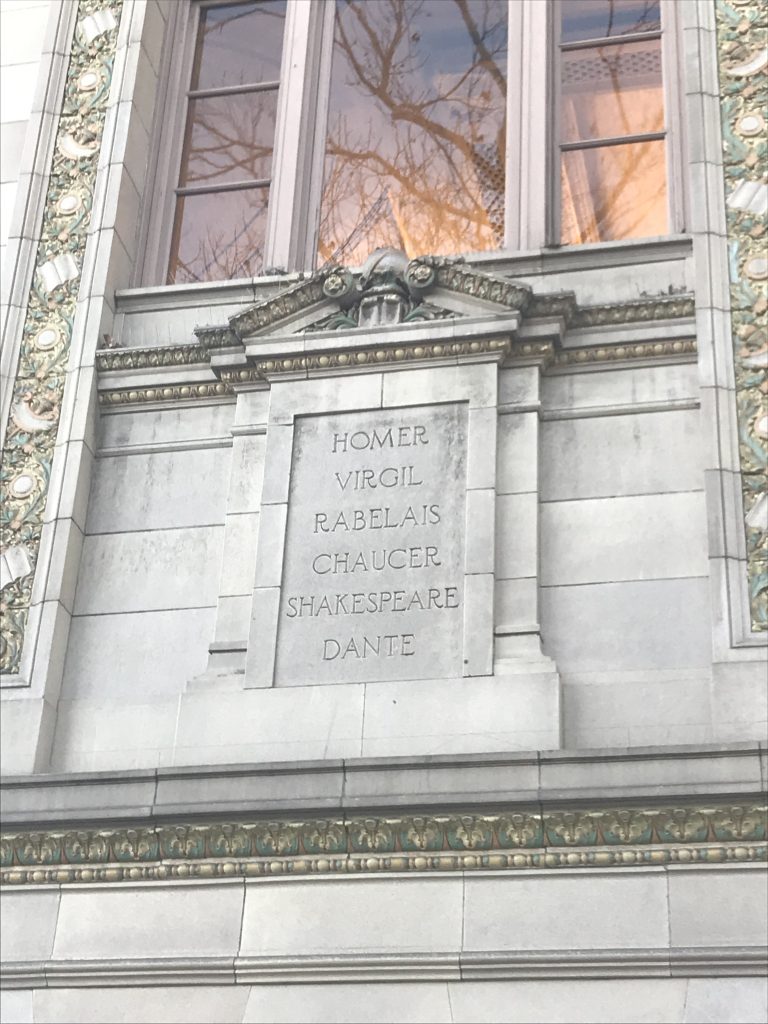 HOMER
VIRGIL
RABELAIS
CHAUCER
SHAKESPEARE
DANTE